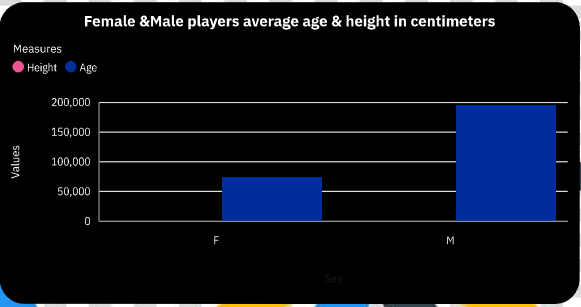 Female &Male players average age & height in centimeters
Measures
Height Age
Values
200,000
150,000
100,000
50,000
0
F M
Sex